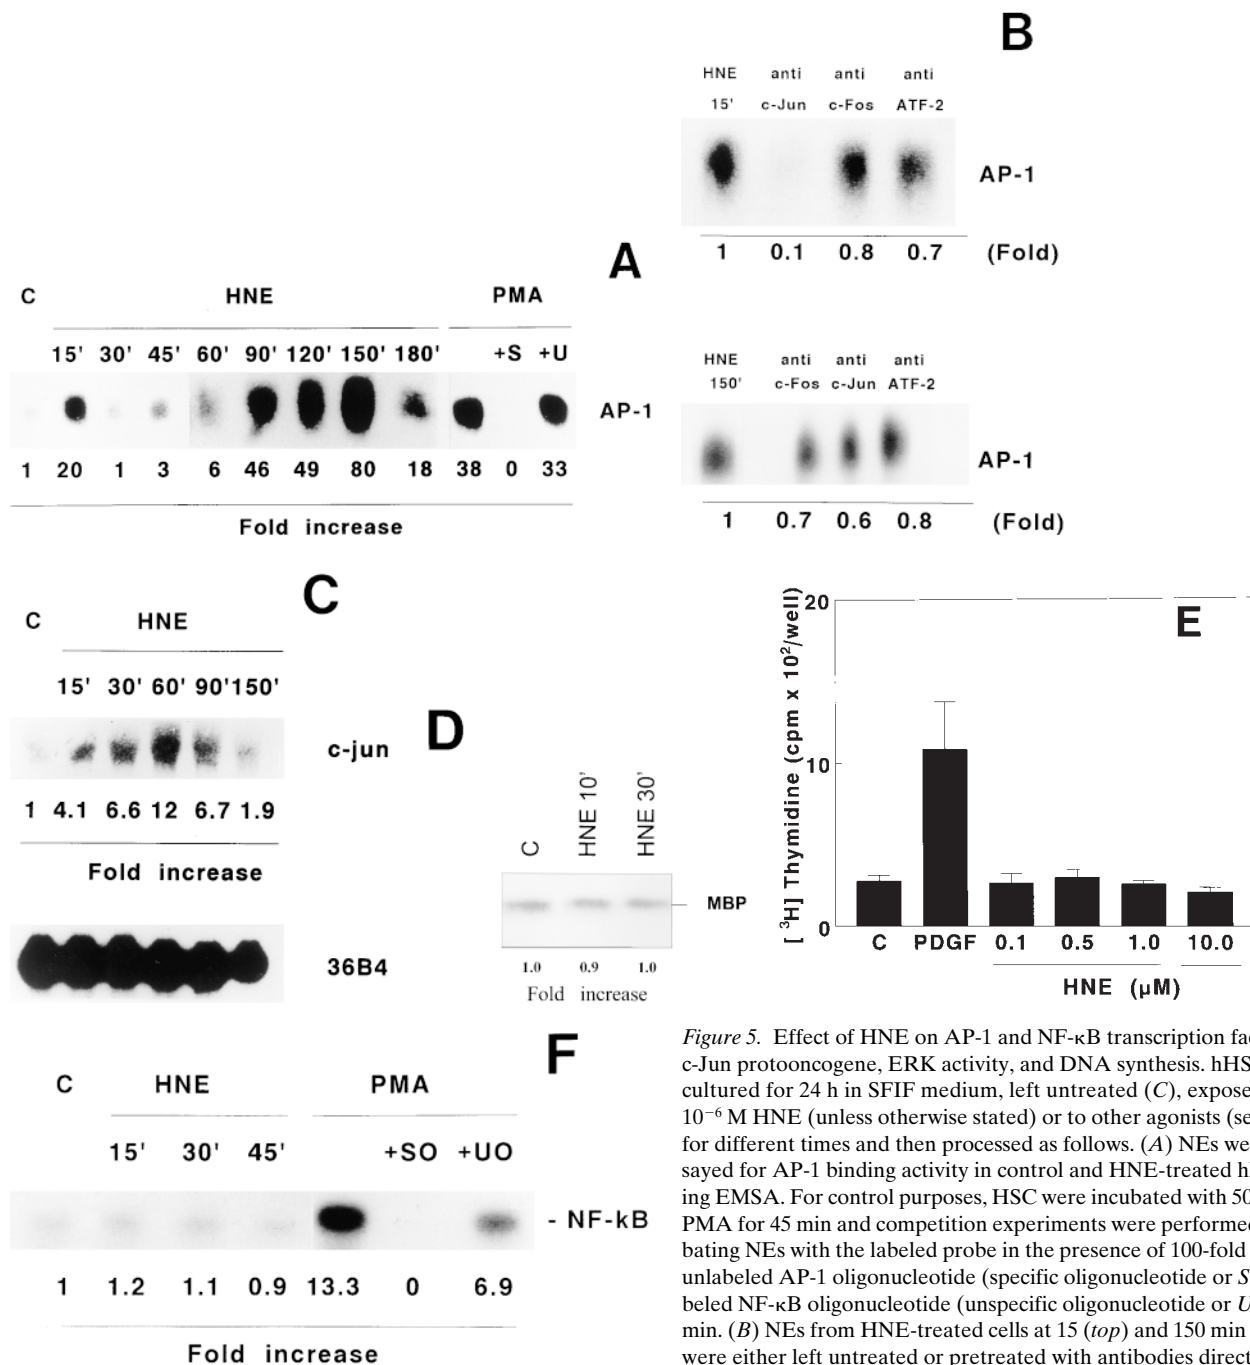 B
HNE anti anti anti
15' c-Jun c-Fos ATF-2
AP-1
1 0.1 0.8 0.7 (Fold)
A
C HNE PMA
15' 30' 45' 60' 90' 120' 150' 180' +S +U
AP-1
1 20 1 3 6 46 49 80 18 38 0 33
Fold increase
HNE anti anti anti
150' c-Fos c-Jun ATF-2
AP-1
1 0.7 0.6 0.8 (Fold)
C
C HNE
15' 30' 60' 90' 150'
c-jun
1 4.1 6.6 12 6.7 1.9
Fold increase
36B4
D
C HNE 10' HNE 30'
MBP
1.0 0.9 1.0
Fold increase
E
[ ³H] Thymidine (cpm x 10²/well)
20
10
0
C PDGF 0.1 0.5 1.0 10.0
HNE (µM)
F
C HNE PMA
15' 30' 45' +SO +UO
- NF-kB
1 1.2 1.1 0.9 13.3 0 6.9
Fold increase
Figure 5. Effect of HNE on AP-1 and NF-κB transcription fac
c-Jun protooncogene, ERK activity, and DNA synthesis. hHS
cultured for 24 h in SFIF medium, left untreated (C), expose
10⁻⁶ M HNE (unless otherwise stated) or to other agonists (se
for different times and then processed as follows. (A) NEs we
sayed for AP-1 binding activity in control and HNE-treated h
ing EMSA. For control purposes, HSC were incubated with 50
PMA for 45 min and competition experiments were performed
bating NEs with the labeled probe in the presence of 100-fold
unlabeled AP-1 oligonucleotide (specific oligonucleotide or S
beled NF-κB oligonucleotide (unspecific oligonucleotide or U
min. (B) NEs from HNE-treated cells at 15 (top) and 150 min
were either left untreated or pretreated with antibodies direct